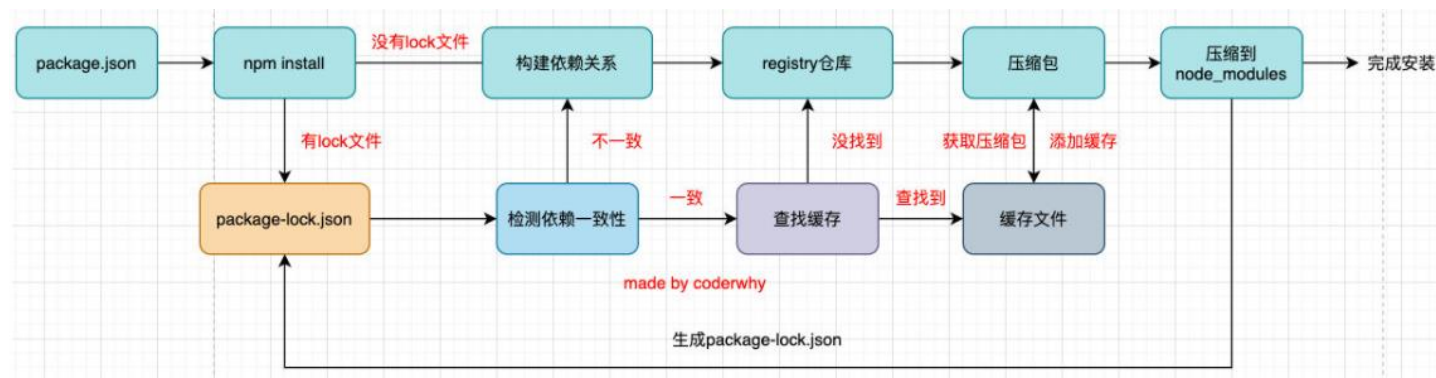 package.json
npm install
没有lock文件
构建依赖关系
registry仓库
压缩包
压缩到
node_modules
完成安装
有lock文件
不一致
没找到
获取压缩包
添加缓存
package-lock.json
检测依赖一致性
一致
查找缓存
查找到
缓存文件
made by coderwhy
生成package-lock.json